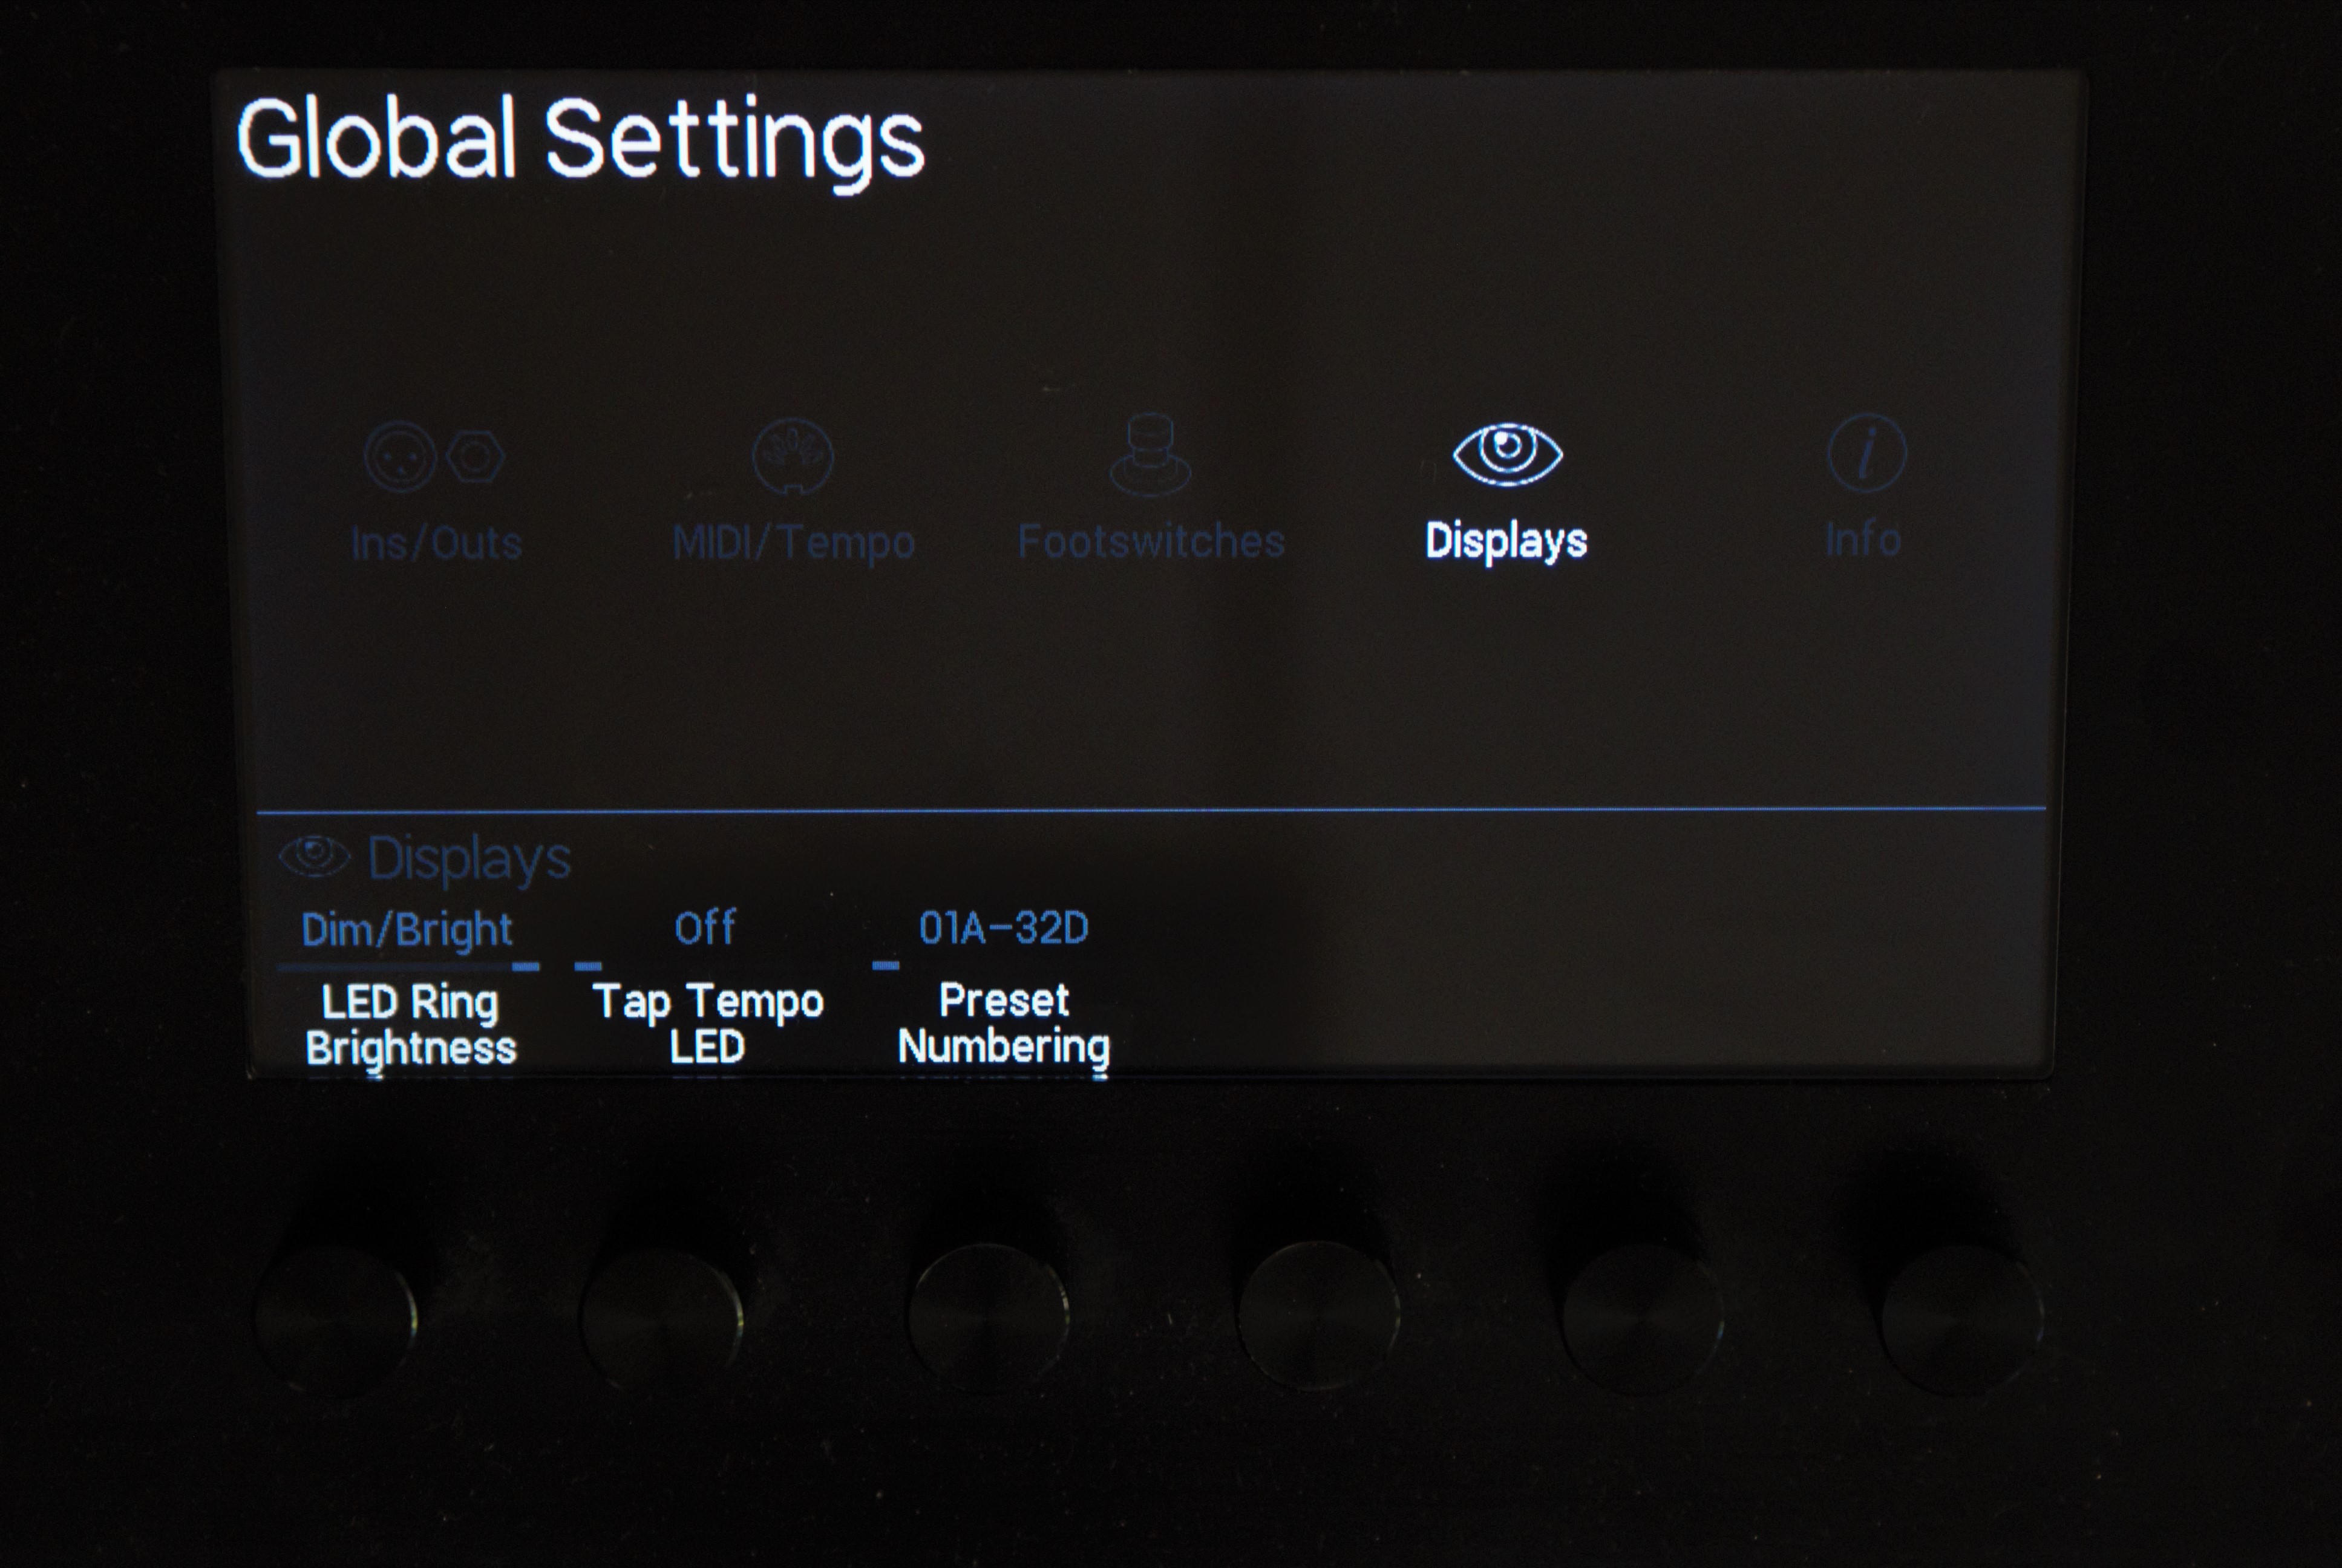 Global Settings
Ins/Outs MIDI/Tempo Footswitches Displays Info
Displays
Dim/Bright Off 01A-32D
LED Ring Tap Tempo Preset
Brightness LED Numbering